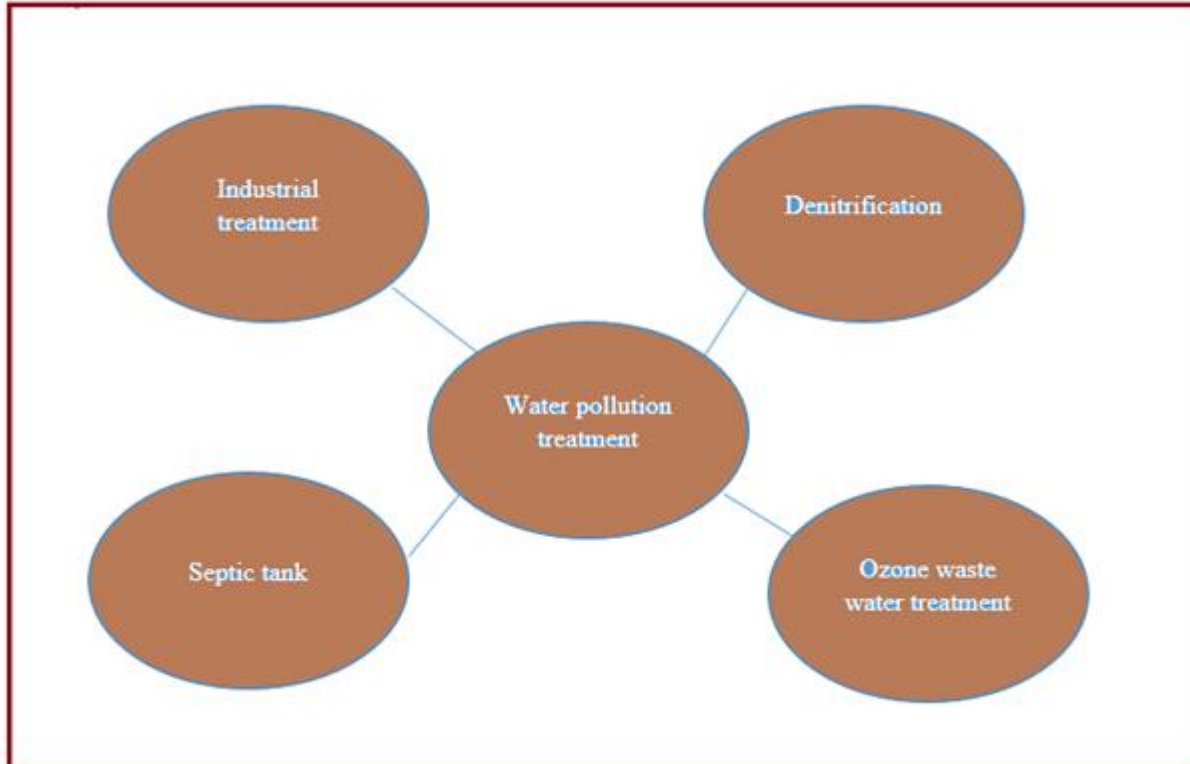 Industrial
treatment
Denitrification
Water pollution
treatment
Septic tank
Ozone waste
water treatment